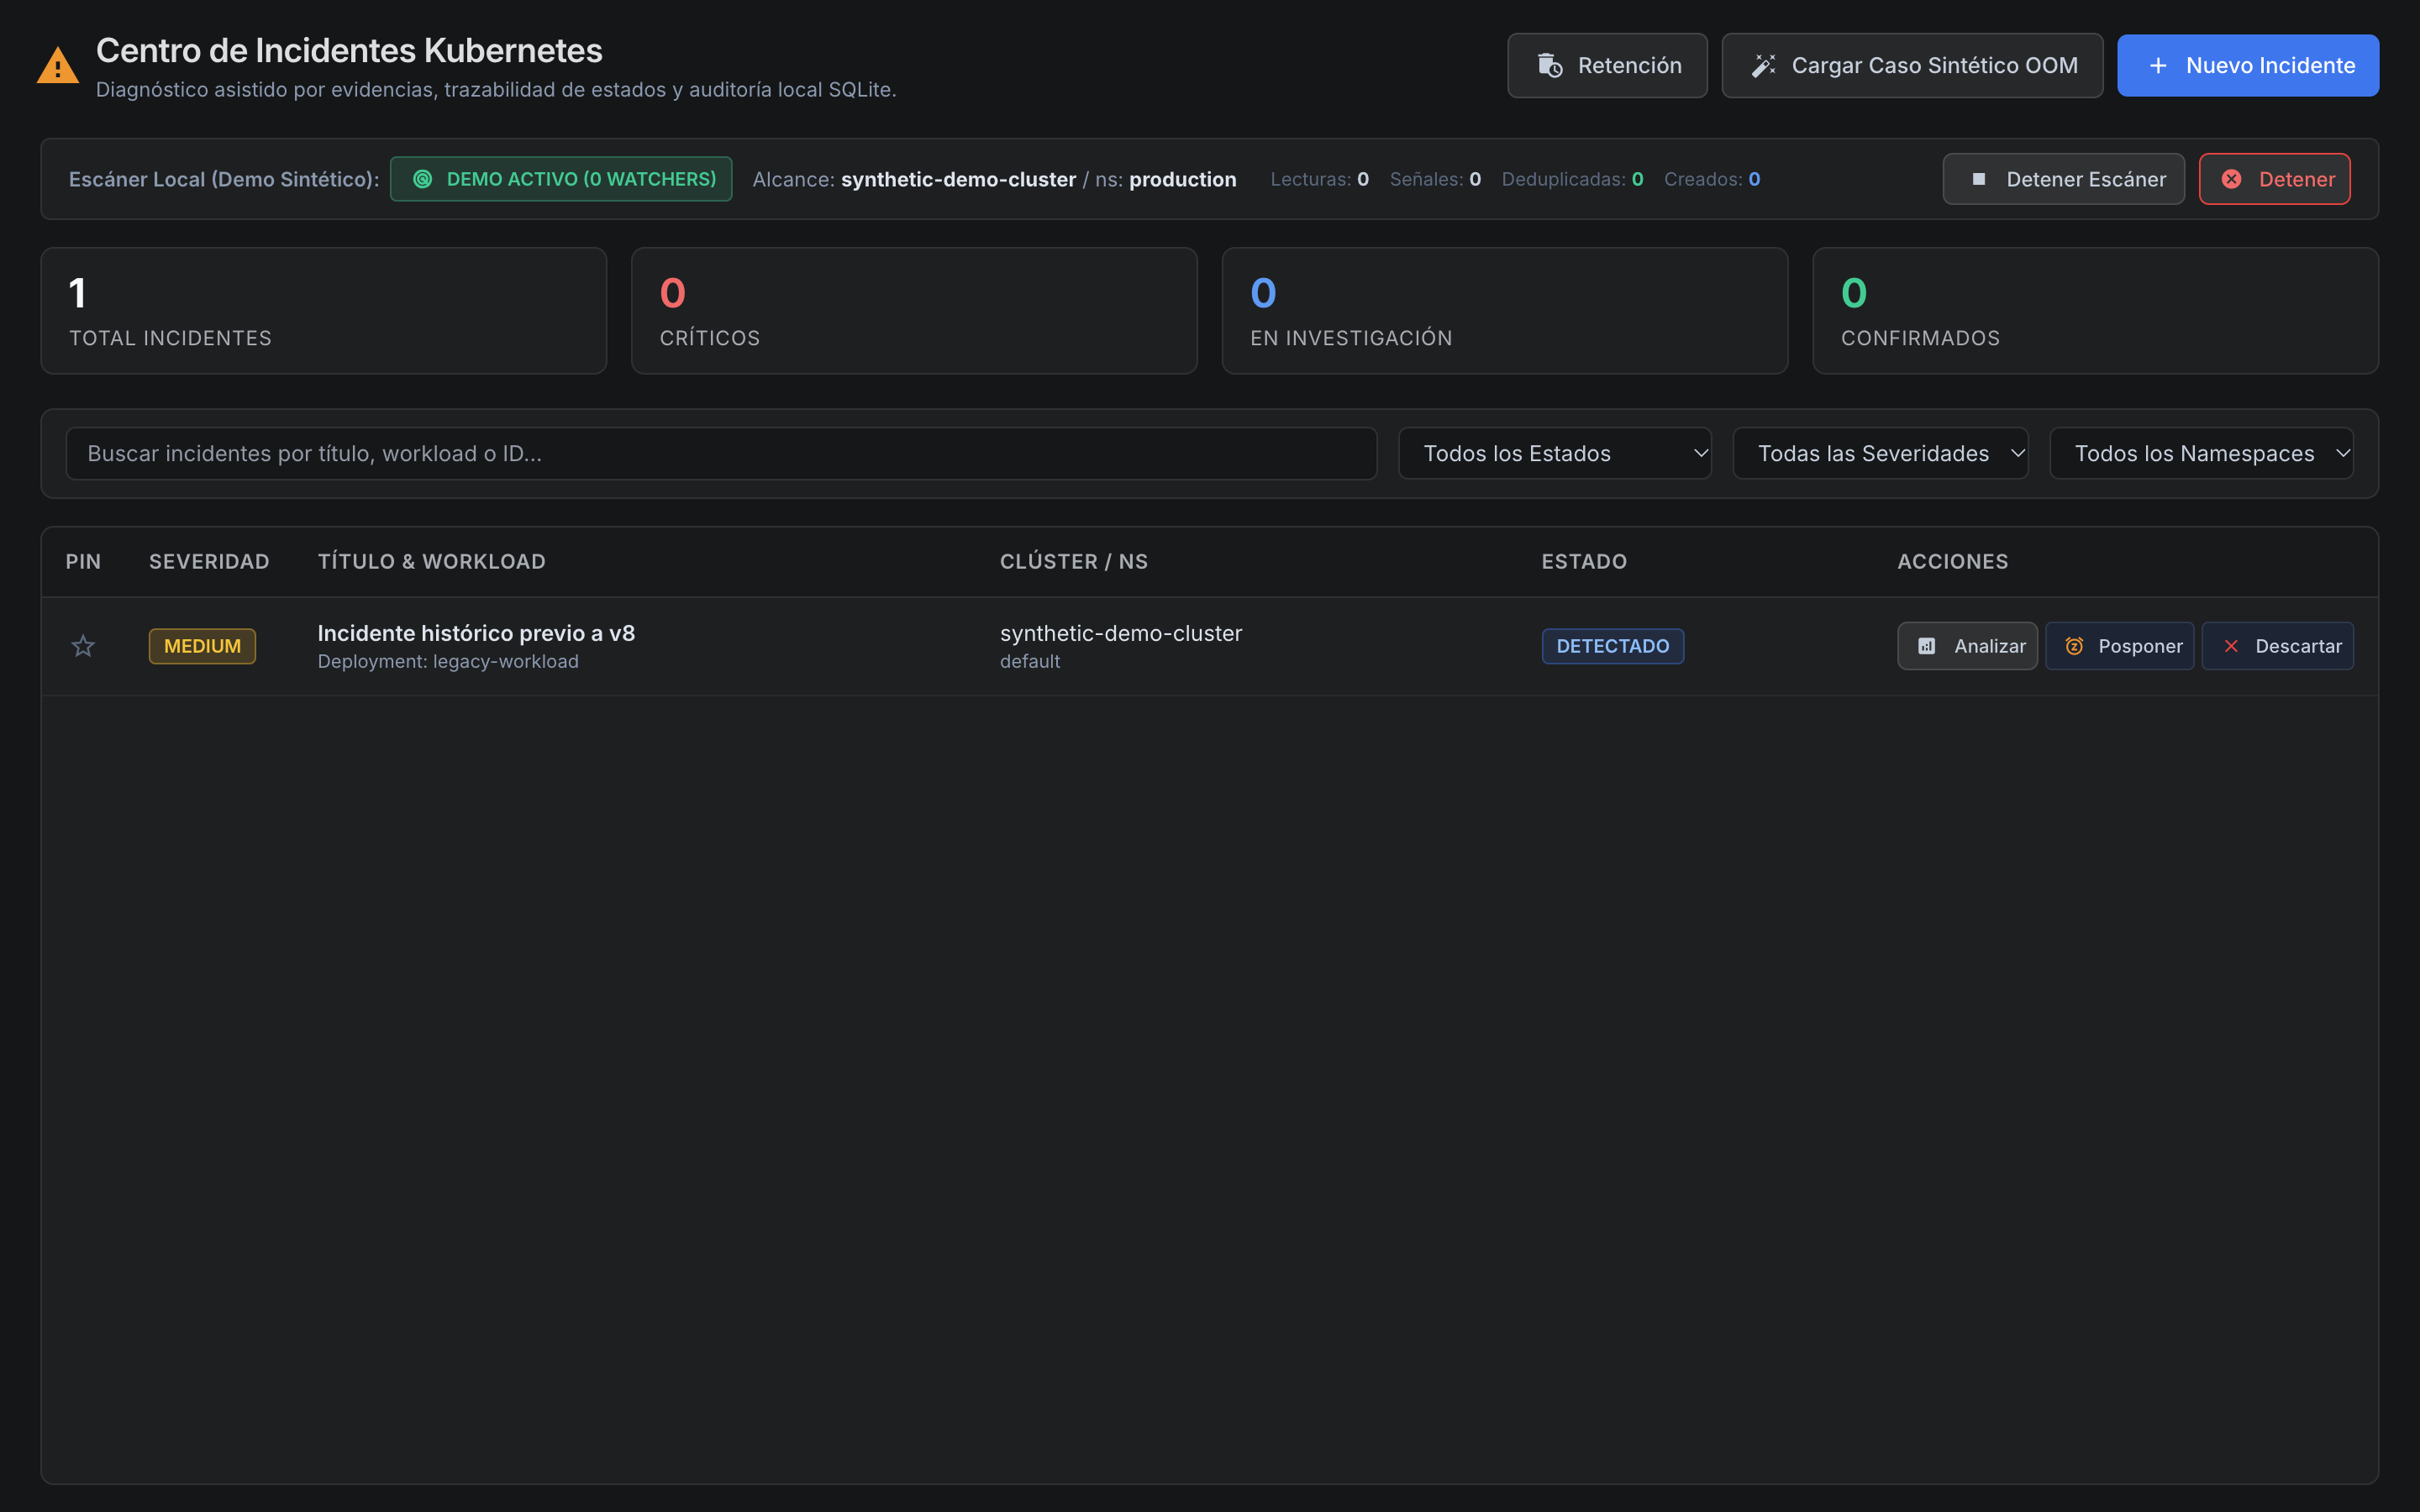 Centro de Incidentes Kubernetes
Diagnóstico asistido por evidencias, trazabilidad de estados y auditoría local SQLite.
Retención
Cargar Caso Sintético OOM
Nuevo Incidente
Escáner Local (Demo Sintético): DEMO ACTIVO (0 WATCHERS) Alcance: synthetic-demo-cluster / ns: production Lecturas: 0 Señales: 0 Deduplicadas: 0 Creados: 0
Detener Escáner
Detener
1
TOTAL INCIDENTES
0
CRÍTICOS
0
EN INVESTIGACIÓN
0
CONFIRMADOS
Buscar incidentes por título, workload o ID...
Todos los Estados
Todas las Severidades
Todos los Namespaces
PIN SEVERIDAD TÍTULO & WORKLOAD CLÚSTER / NS ESTADO ACCIONES
MEDIUM
Incidente histórico previo a v8
Deployment: legacy-workload
synthetic-demo-cluster
default
DETECTADO
Analizar
Posponer
Descartar